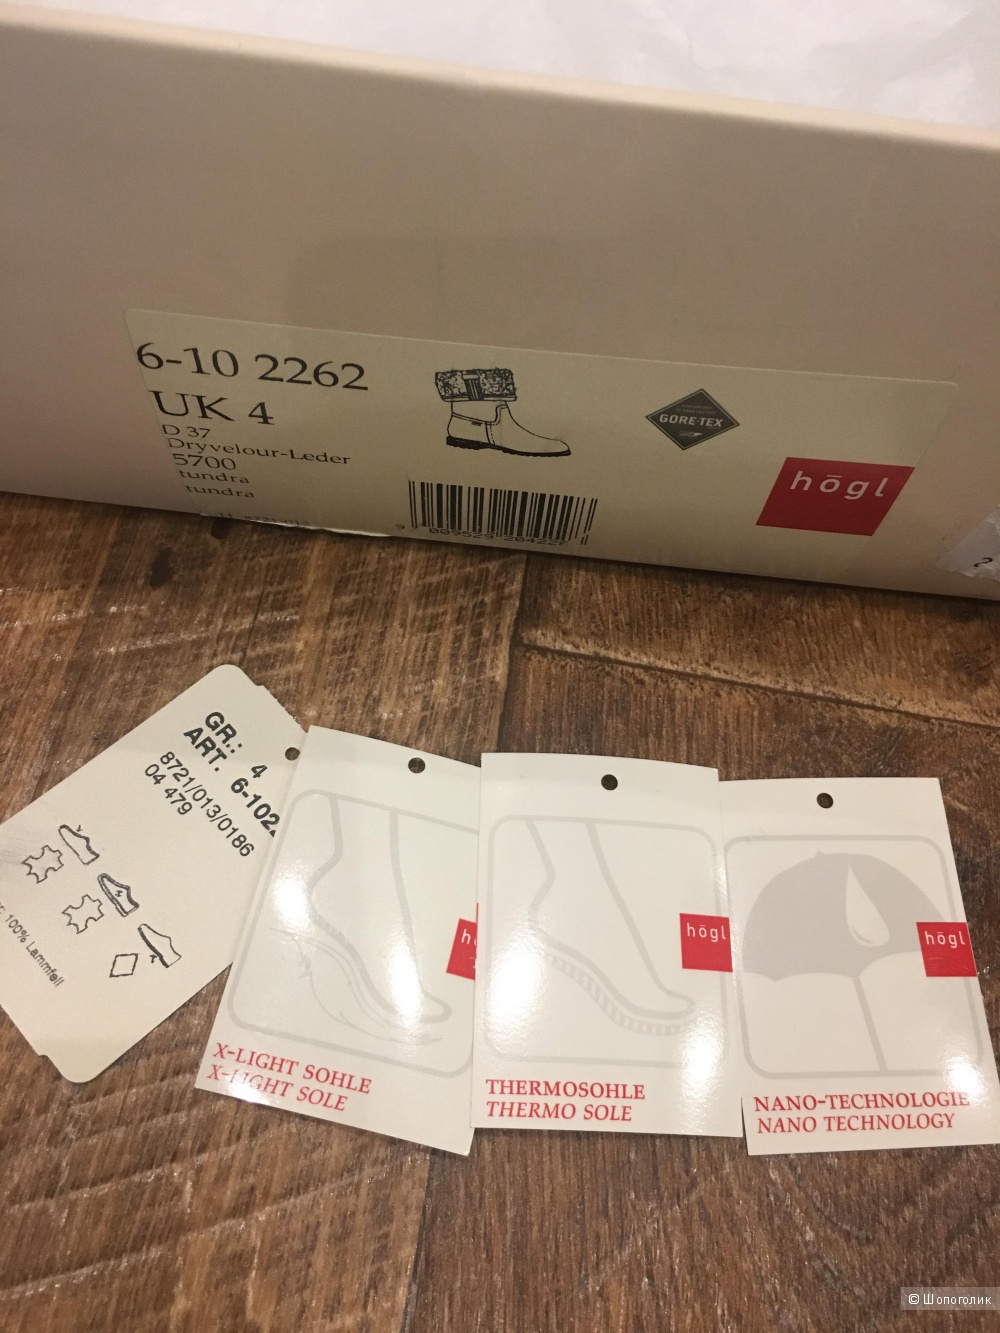 6-10 2262
UK 4
D 37
Dryvelour-Leder
5700
tundra
tundra
GORE-TEX
högl
2
GR.: 4
ART. 6-102
8721/013/0186
04 479
100% Lammfell
högl
X-LIGHT SOHLE
X-LIGHT SOLE
högl
THERMOSOHLE
THERMO SOLE
högl
NANO-TECHNOLOGIE
NANO TECHNOLOGY
© Шопоголик